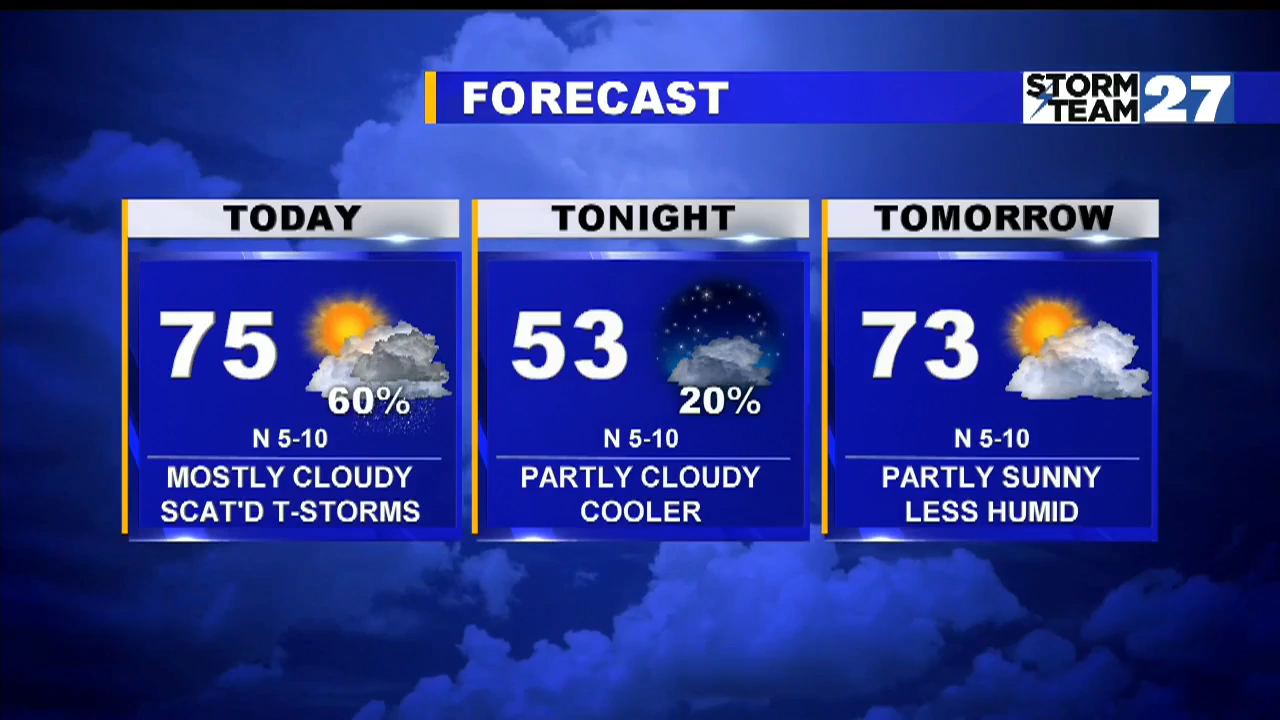 FORECAST
STORM TEAM 27
TODAY
75
60%
N 5-10
MOSTLY CLOUDY
SCAT'D T-STORMS
TONIGHT
53
20%
N 5-10
PARTLY CLOUDY
COOLER
TOMORROW
73
N 5-10
PARTLY SUNNY
LESS HUMID